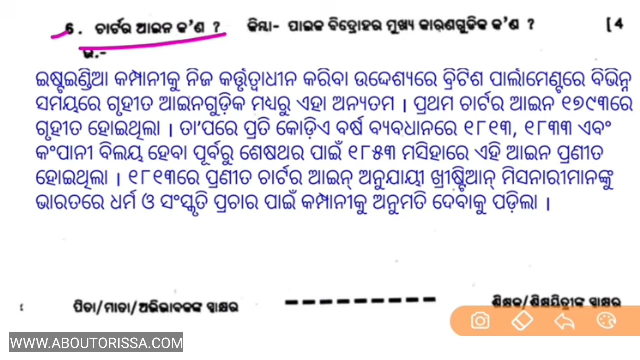 6. ଚାର୍ଟର ଆଇନ କ'ଣ ? କିମ୍ବା- ପାଇକ ବିଦ୍ରୋହର ମୁଖ୍ୟ କାରଣଗୁଡିକ କ'ଣ ? [4
ଉ.-
ଇଷ୍ଟଇଣ୍ଡିଆ କମ୍ପାନୀକୁ ନିଜ କର୍ତ୍ତୃତ୍ୱାଧୀନ କରିବା ଉଦ୍ଦେଶ୍ୟରେ ବ୍ରିଟିଶ ପାର୍ଲାମେଣ୍ଟରେ ବିଭିନ୍ନ
ସମୟରେ ଗୃହୀତ ଆଇନଗୁଡ଼ିକ ମଧ୍ୟରୁ ଏହା ଅନ୍ୟତମ । ପ୍ରଥମ ଚାର୍ଟର ଆଇନ ୧୭୯୩ରେ
ଗୃହୀତ ହୋଇଥିଲା । ତା'ପରେ ପ୍ରତି କୋଡ଼ିଏ ବର୍ଷ ବ୍ୟବଧାନରେ ୧୮୧୩, ୧୮୩୩ ଏବଂ
କଂପାନୀ ବିଲୟ ହେବା ପୂର୍ବରୁ ଶେଷଥର ପାଇଁ ୧୮୫୩ ମସିହାରେ ଏହି ଆଇନ ପ୍ରଣୀତ
ହୋଇଥିଲା । ୧୮୧୩ରେ ପ୍ରଣୀତ ଚାର୍ଟର ଆଇନ୍ ଅନୁଯାୟୀ ଖ୍ରୀଷ୍ଟିଆନ୍ ମିସନାରୀମାନଙ୍କୁ
ଭାରତରେ ଧର୍ମ ଓ ସଂସ୍କୃତି ପ୍ରଚାର ପାଇଁ କମ୍ପାନୀକୁ ଅନୁମତି ଦେବାକୁ ପଡ଼ିଲା ।
ପିତା/ମାତା/ଅଭିଭାବକଙ୍କ ସ୍ୱାକ୍ଷର ଶିକ୍ଷକ/ଶିକ୍ଷୟିତ୍ରୀଙ୍କ ସ୍ୱାକ୍ଷର
WWW.ABOUTORISSA.COM